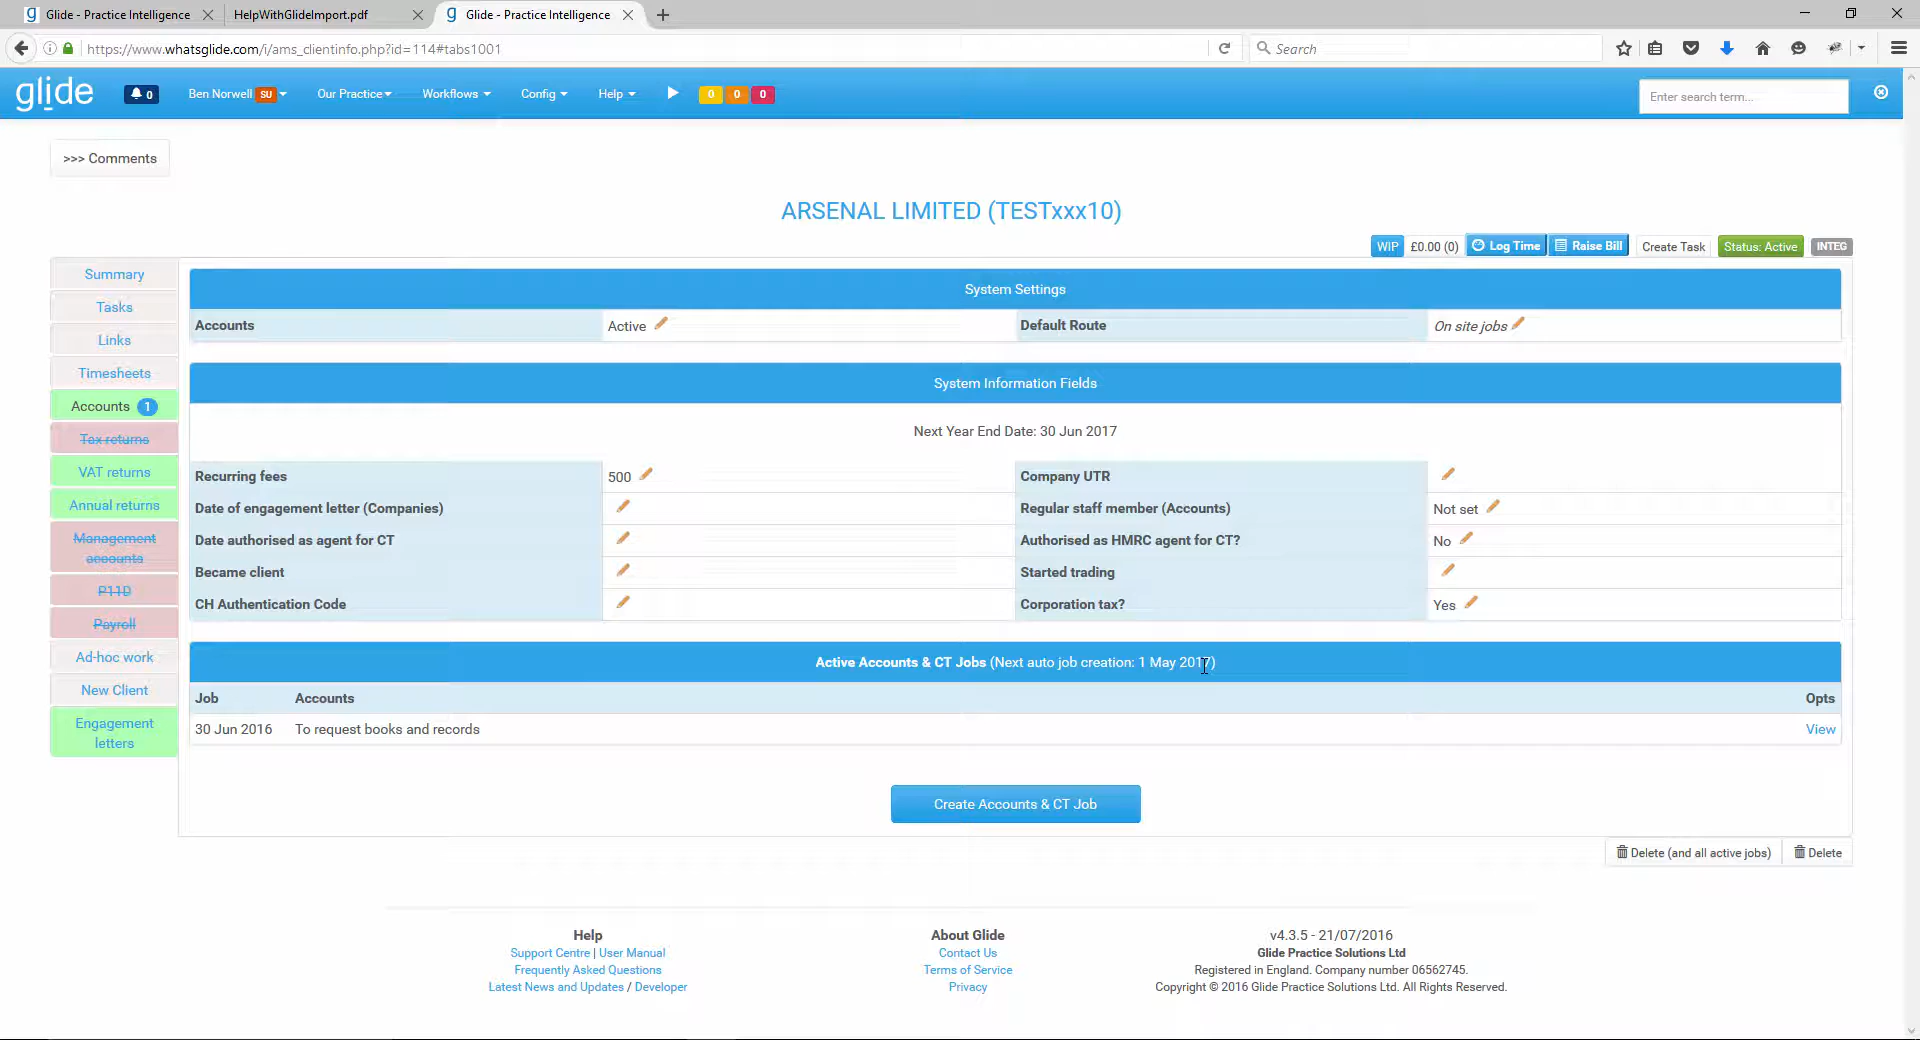 Glide - Practice Intelligence
HelpWithGlideImport.pdf
Glide - Practice Intelligence
https://www.whatsglide.com/i/ams_clientinfo.php?id=114#tabs1001
Search
glide
0
Ben Norwell SU
Our Practice
Workflows
Config
Help
0 0 0
Enter search term...
>>> Comments
ARSENAL LIMITED (TESTxxx10)
WIP £0.00 (0) Log Time Raise Bill Create Task Status: Active INTEG
Summary
Tasks
Links
Timesheets
Accounts 1
Tax returns
VAT returns
Annual returns
Management
accounts
P11D
Payroll
Ad-hoc work
New Client
Engagement
letters
System Settings
Accounts Active Default Route On site jobs
System Information Fields
Next Year End Date: 30 Jun 2017
Recurring fees 500 Company UTR
Date of engagement letter (Companies) Regular staff member (Accounts) Not set
Date authorised as agent for CT Authorised as HMRC agent for CT? No
Became client Started trading
CH Authentication Code Corporation tax? Yes
Active Accounts & CT Jobs (Next auto job creation: 1 May 2017)
Job Accounts Opts
30 Jun 2016 To request books and records View
Create Accounts & CT Job
Delete (and all active jobs) Delete
Help
Support Centre | User Manual
Frequently Asked Questions
Latest News and Updates / Developer
About Glide
Contact Us
Terms of Service
Privacy
v4.3.5 - 21/07/2016
Glide Practice Solutions Ltd
Registered in England. Company number 06562745.
Copyright © 2016 Glide Practice Solutions Ltd. All Rights Reserved.